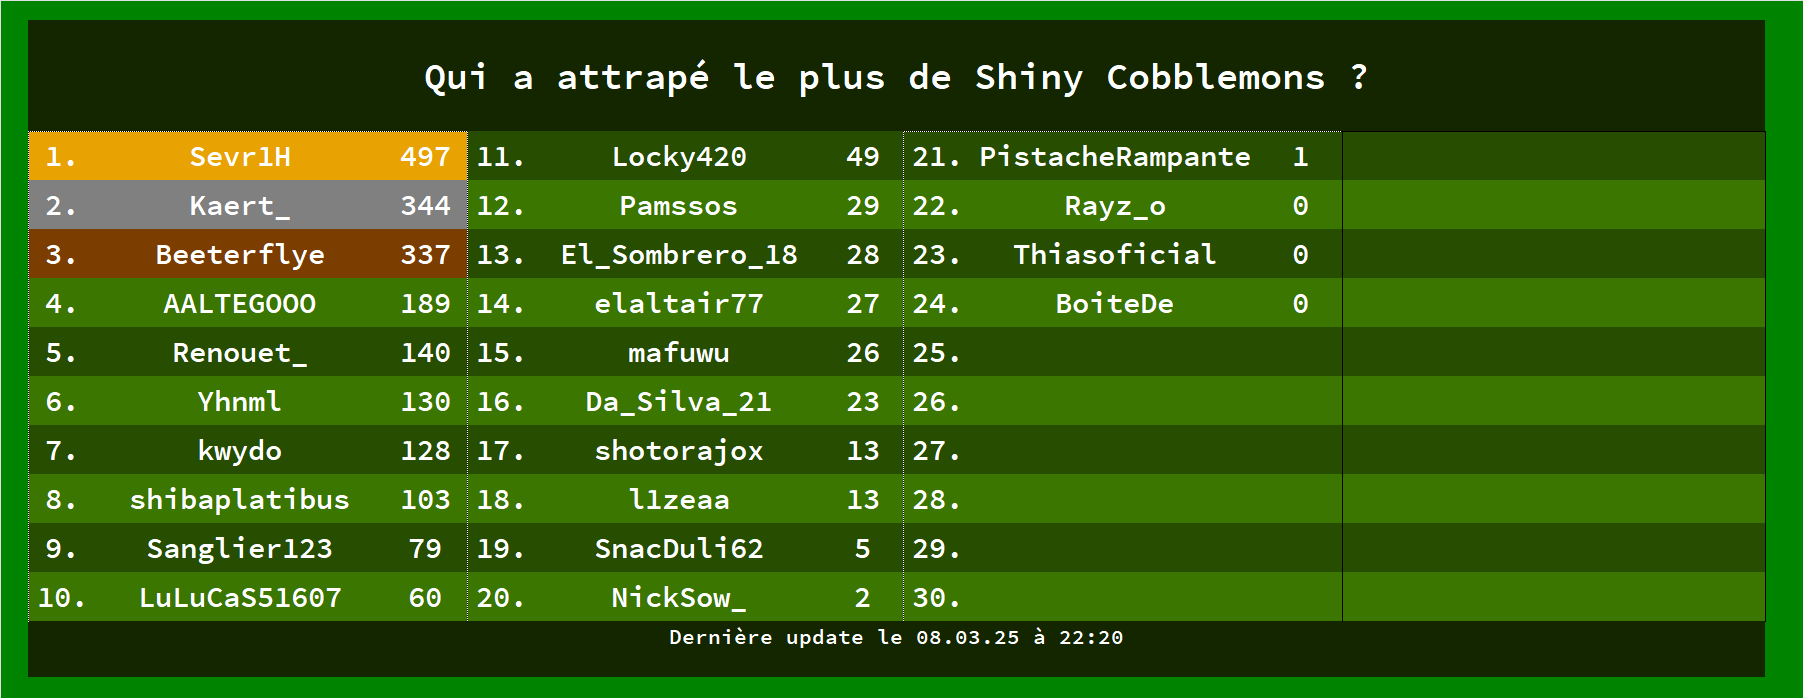 Qui a attrapé le plus de Shiny Cobblemons ?
1. Sevr1H 497
2. Kaert_ 344
3. Beeterflye 337
4. AALTEGOOO 189
5. Renouet_ 140
6. Yhnml 130
7. kwydo 128
8. shibaplatibus 103
9. Sanglier123 79
10. LuLuCaS51607 60
11. Locky420 49
12. Pamssos 29
13. El_Sombrero_18 28
14. elaltair77 27
15. mafuwu 26
16. Da_Silva_21 23
17. shotorajox 13
18. l1zeaa 13
19. SnacDuli62 5
20. NickSow_ 2
21. PistacheRampante 1
22. Rayz_o 0
23. Thiasoficial 0
24. BoiteDe 0
25.
26.
27.
28.
29.
30.
Dernière update le 08.03.25 à 22:20